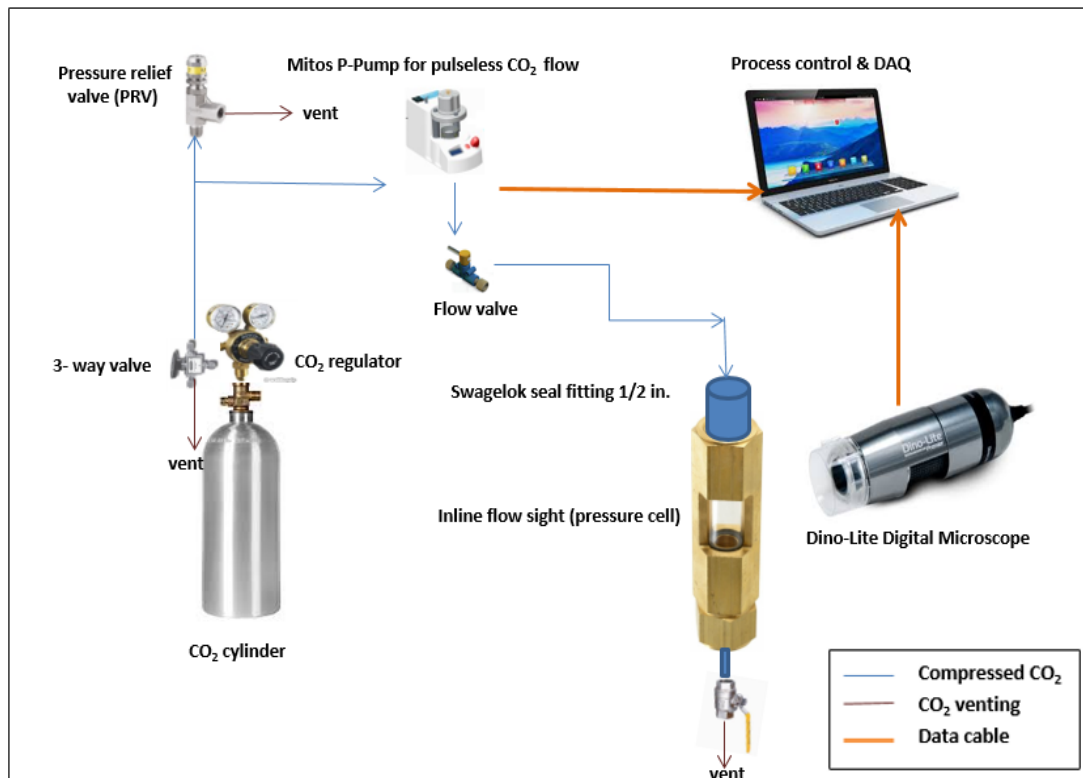 Pressure relief
valve (PRV)
vent
Mitos P-Pump for pulseless CO₂ flow
Process control & DAQ
Flow valve
3- way valve
CO₂ regulator
vent
Swagelok seal fitting 1/2 in.
Inline flow sight (pressure cell)
Dino-Lite
Dino-Lite Digital Microscope
CO₂ cylinder
Compressed CO₂
CO₂ venting
Data cable
vent